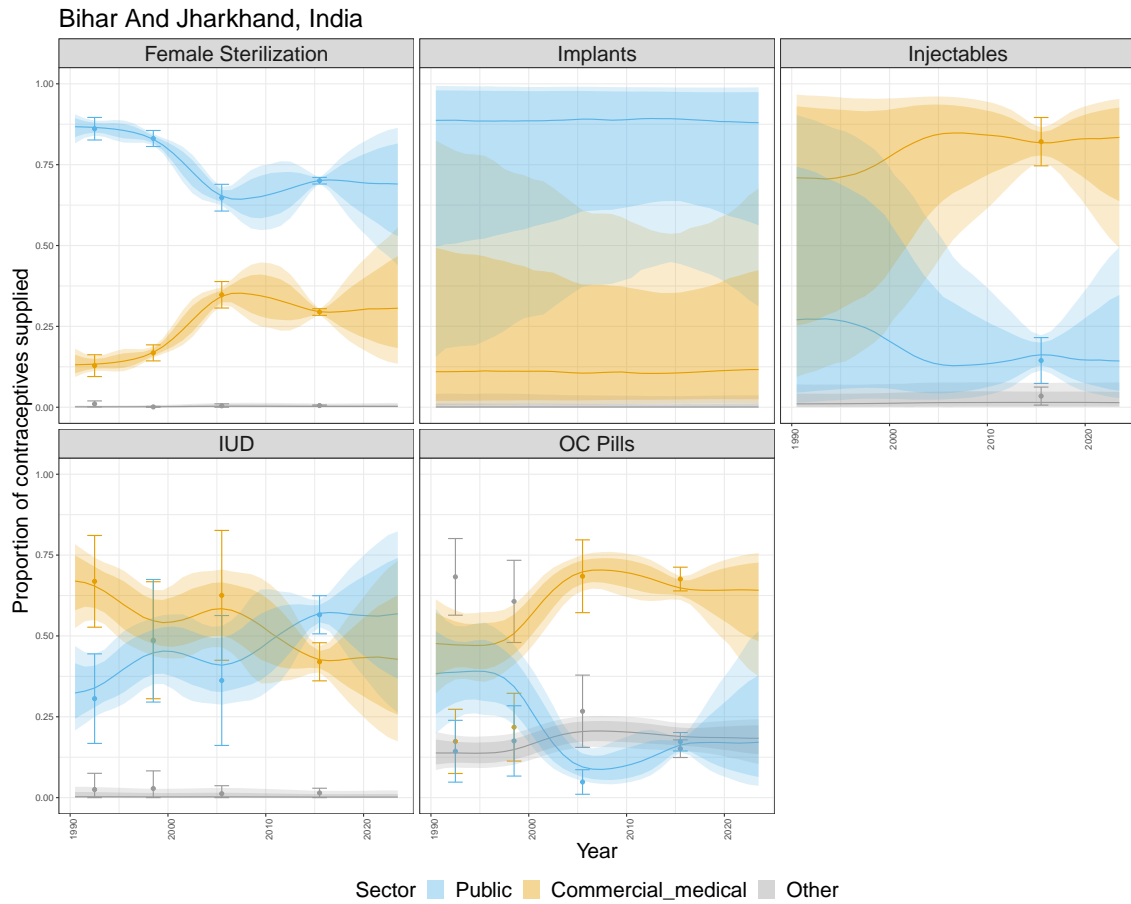 Bihar And Jharkhand, India
Female Sterilization
Implants
Injectables
1.00
0.75
0.50
0.25
0.00
1990
2000
2010
2020
IUD
OC Pills
1.00
0.75
0.50
0.25
0.00
1990
2000
2010
2020
1990
2000
2010
2020
Proportion of contraceptives supplied
Year
Sector Public Commercial_medical Other